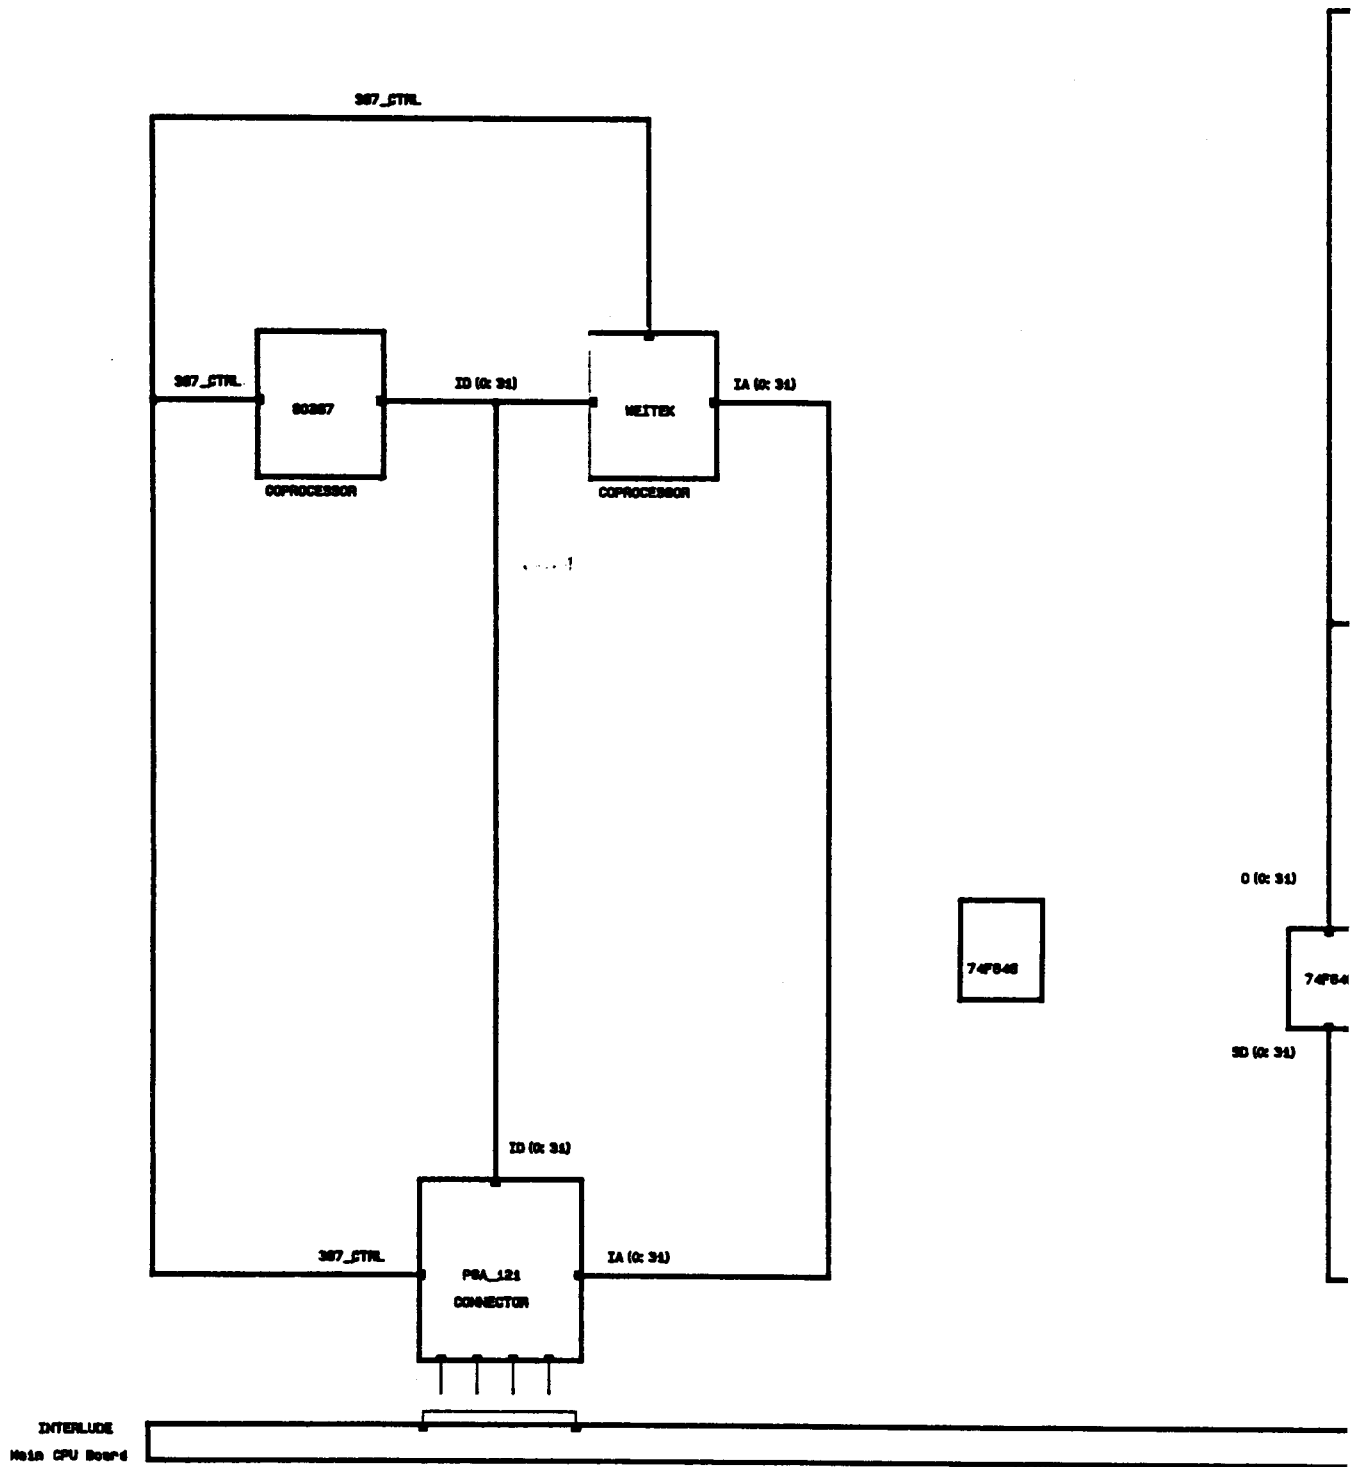 387_CTRL
387_CTRL
ID (0: 31)
IA (0: 31)
80387
WEITEK
COPROCESSOR
COPROCESSOR
O (0: 31)
74F646
74F64
SD (0: 31)
ID (0: 31)
387_CTRL
IA (0: 31)
PGA_121
CONNECTOR
INTERLUDE
Main CPU Board